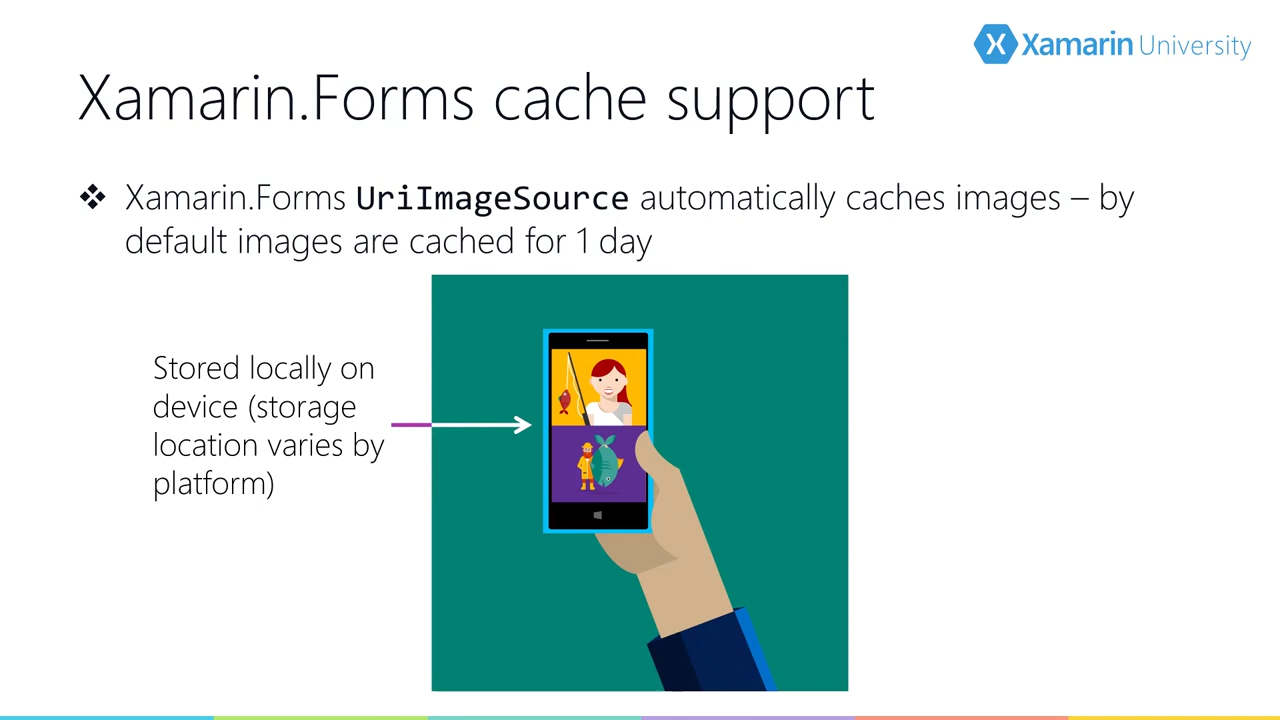 Xamarin University
Xamarin.Forms cache support
❖ Xamarin.Forms UriImageSource automatically caches images – by
default images are cached for 1 day
Stored locally on
device (storage
location varies by
platform)